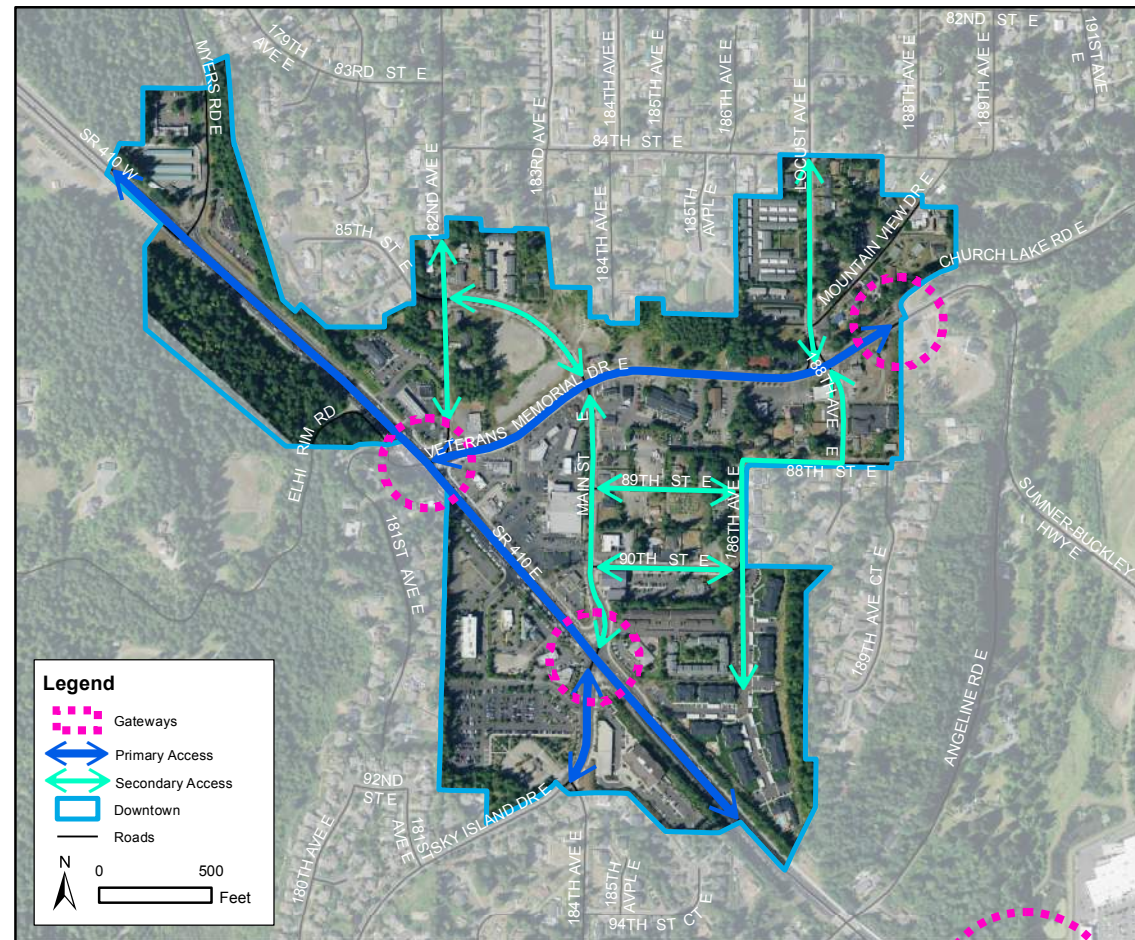 82ND ST E
191ST AVE
E
179TH
AVE E
83RD ST E
MYERS RD E
184TH AVE E
185TH AVE E
186TH AVE E
188TH AVE E
189TH AVE E
183RD AVE E
84TH ST E
LOCUST AVE E
SR 410 W
182ND AVE E
85TH ST E
184TH AVE E
185TH
AVPL E
MOUNTAIN VIEW DR E
CHURCH LAKE RD E
VETERANS MEMORIAL DR E
188TH AVE E
ELHI RIM RD
MAIN ST E
89TH ST E
186TH AVE E
88TH ST E
SUMNER-BUCKLEY
HWY E
181ST AVE E
SR 410 E
90TH ST E
189TH AVE CT E
ANGELINE RD E
92ND
ST E
181ST
AVE E
SKY ISLAND DR E
180TH AVE E
184TH AVE E
185TH
AVPL E
94TH ST CT E
Legend
Gateways
Primary Access
Secondary Access
Downtown
Roads
N
0 500
Feet